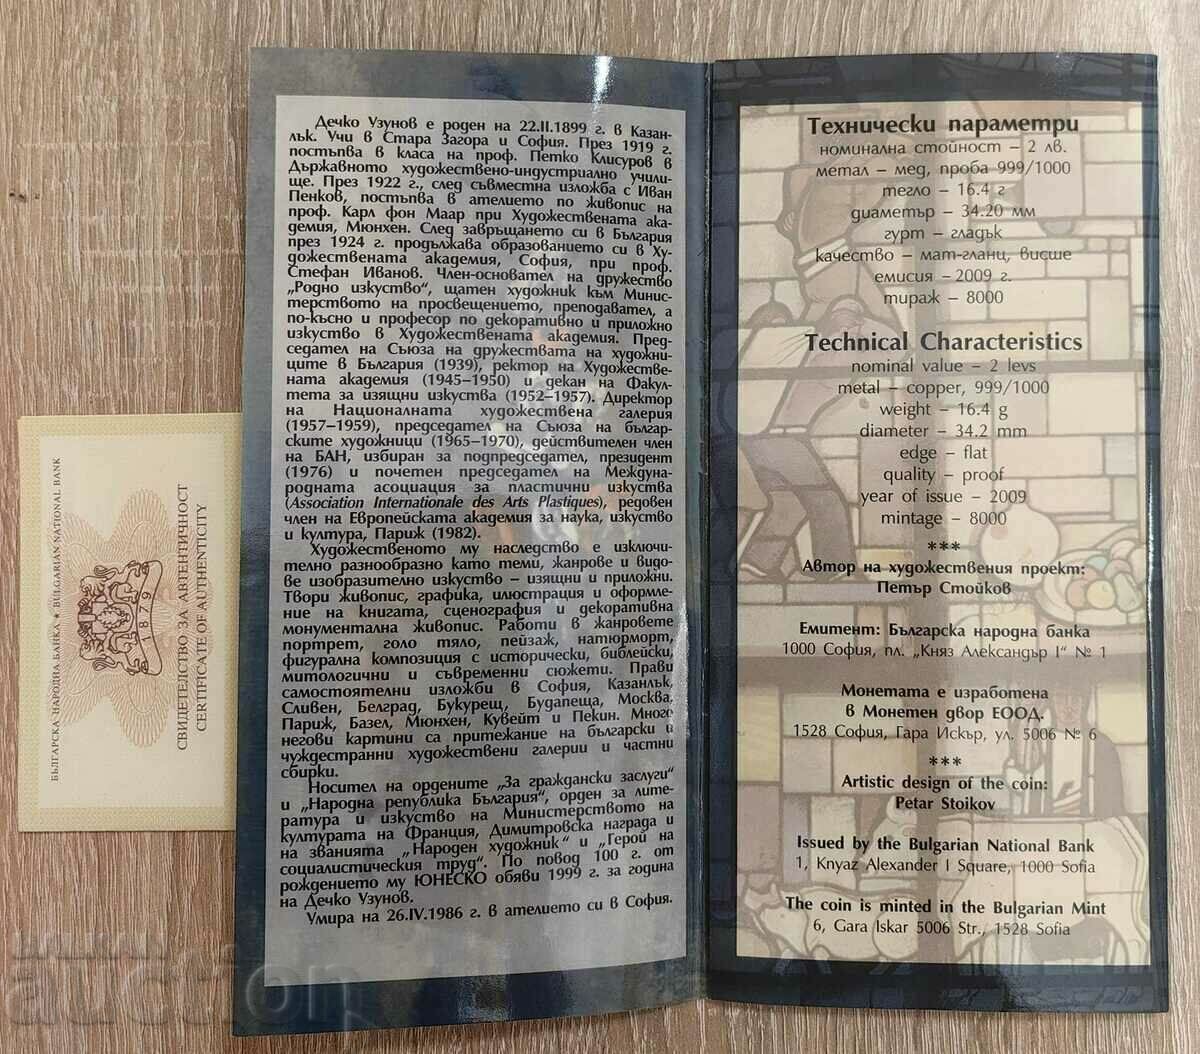 Дечко Узунов е роден на 22.II.1899 г. в Казан-
лък. Учи в Стара Загора и София. През 1919 г.
постъпва в класа на проф. Петко Клисуров в
Държавното художествено-индустриално учили-
ще. През 1922 г., след съвместна изложба с Иван
Пенков, постъпва в ателието по живопис на
проф. Карл фон Маар при Художествената ака-
демия, Мюнхен. След завръщането си в България
през 1924 г. продължава образованието си в Ху-
дожествената академия, София, при проф.
Стефан Иванов. Член-основател на дружество
„Родно изкуство“, щатен художник към Минис-
терството на просвещението, преподавател, а
по-късно и професор по декоративно и приложно
изкуство в Художествената академия. Пред-
седател на Съюза на дружествата на художни-
ците в България (1939), ректор на Художестве-
ната академия (1945–1950) и декан на Факул-
тета за изящни изкуства (1952–1957). Директор
на Националната художествена галерия
(1957–1959), председател на Съюза на българ-
ските художници (1965–1970), действителен член
на БАН, избиран за подпредседател, президент
(1976) и почетен председател на Междуна-
родната асоциация за пластични изкуства
(Association Internationale des Arts Plastiques), редовен
член на Европейската академия за наука, изкуство
и култура, Париж (1982).
Художественото му наследство е изключи-
телно разнообразно като теми, жанрове и видо-
ве изобразително изкуство – изящни и приложни.
Твори живопис, графика, илюстрация и оформле-
ние на книгата, сценография и декоративна
монументална живопис. Работи в жанровете
портрет, голо тяло, пейзаж, натюрморт,
фигурална композиция с исторически, библейски,
митологични и съвременни сюжети. Прави
самостоятелни изложби в София, Казанлък,
Сливен, Белград, Букурещ, Будапеща, Москва,
Париж, Базел, Мюнхен, Кувейт и Пекин. Много
негови картини са притежание на български и
чуждестранни художествени галерии и частни
сбирки.
Носител на ордените „За граждански заслуги“
и „Народна република България“, орден за лите-
ратура и изкуство на Министерството на
културата на Франция, Димитровска награда и
на званията „Народен художник“ и „Герой на
социалистическия труд“. По повод 100 г. от
рождението му ЮНЕСКО обяви 1999 г. за година
на Дечко Узунов.
Умира на 26.IV.1986 г. в ателието си в София.
Технически параметри
номинална стойност – 2 лв.
метал – мед, проба 999/1000
тегло – 16.4 г
диаметър – 34.20 мм
гурт – гладък
качество – мат-гланц, висше
емисия – 2009 г.
тираж – 8000
Technical Characteristics
nominal value – 2 levs
metal – copper, 999/1000
weight – 16.4 g
diameter – 34.2 mm
edge – flat
quality – proof
year of issue – 2009
mintage – 8000
***
Автор на художествения проект:
Петър Стойков
Емитент: Българска народна банка
1000 София, пл. „Княз Александър I“ № 1
Монетата е изработена
в Монетен двор ЕООД.
1528 София, Гара Искър, ул. 5006 № 6
***
Artistic design of the coin:
Petar Stoikov
Issued by the Bulgarian National Bank
1, Knyaz Alexander I Square, 1000 Sofia
The coin is minted in the Bulgarian Mint
6, Gara Iskar 5006 Str., 1528 Sofia
БЪЛГАРСКА НАРОДНА БАНКА ★ BULGARIAN NATIONAL BANK
1879
СВИДЕТЕЛСТВО ЗА АВТЕНТИЧНОСТ
CERTIFICATE OF AUTHENTICITY
auction